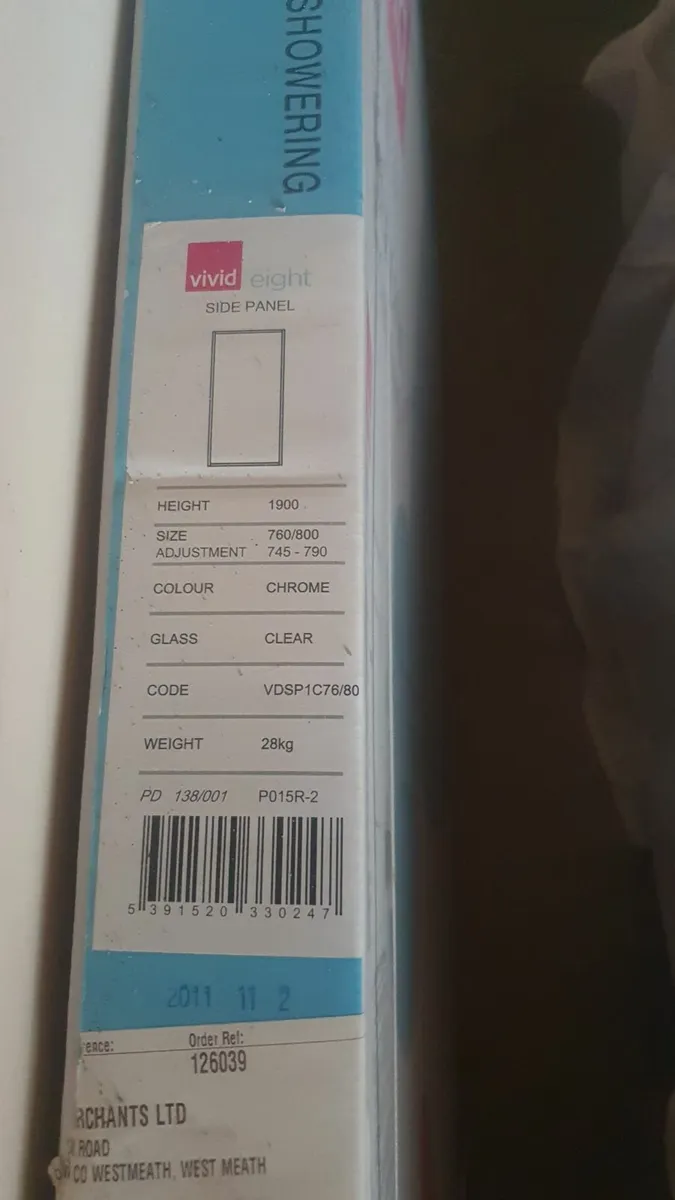 SHOWERING
vivid eight
SIDE PANEL
HEIGHT 1900
SIZE 760/800
ADJUSTMENT 745 - 790
COLOUR CHROME
GLASS CLEAR
CODE VDSP1C76/80
WEIGHT 28kg
PD 138/001 P015R-2
5 391520 330247
2011 11 2
Order Ref:
126039
RCHANTS LTD
ROAD
CO WESTMEATH, WEST MEATH